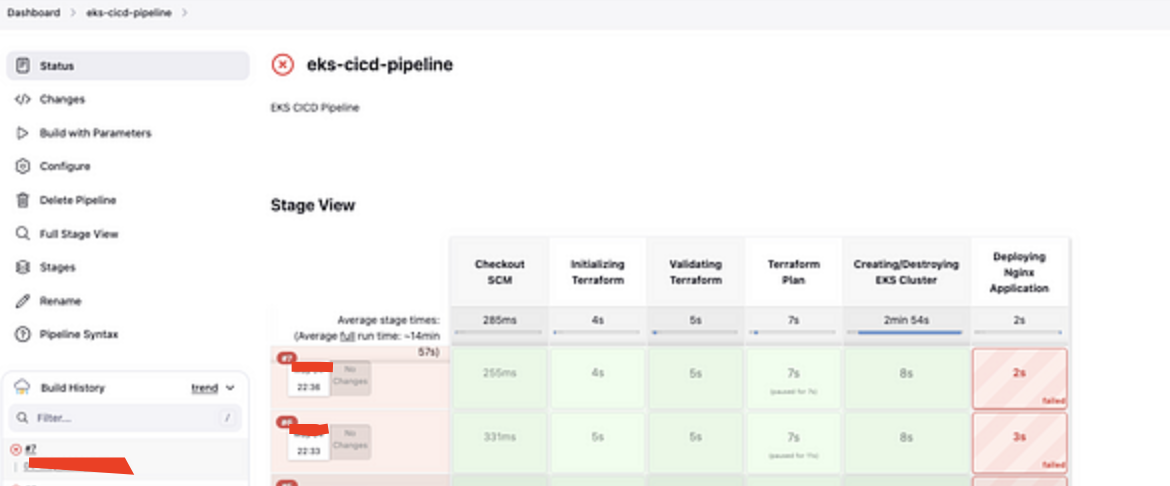 Dashboard > eks-cicd-pipeline >
Status
Changes
Build with Parameters
Configure
Delete Pipeline
Full Stage View
Stages
Rename
Pipeline Syntax
Build History
trend
Filter...
/
#7
eks-cicd-pipeline
EKS CICD Pipeline
Stage View
Checkout
SCM
Initializing
Terraform
Validating
Terraform
Terraform
Plan
Creating/Destroying
EKS Cluster
Deploying
Nginx
Application
Average stage times:
(Average full run time: ~14min
57s)
285ms
4s
5s
7s
2min 54s
2s
#7
22:36
No
Changes
255ms
4s
5s
7s
(paused for 7s)
8s
2s
failed
22:33
No
Changes
331ms
5s
5s
7s
(paused for 11s)
8s
3s
failed